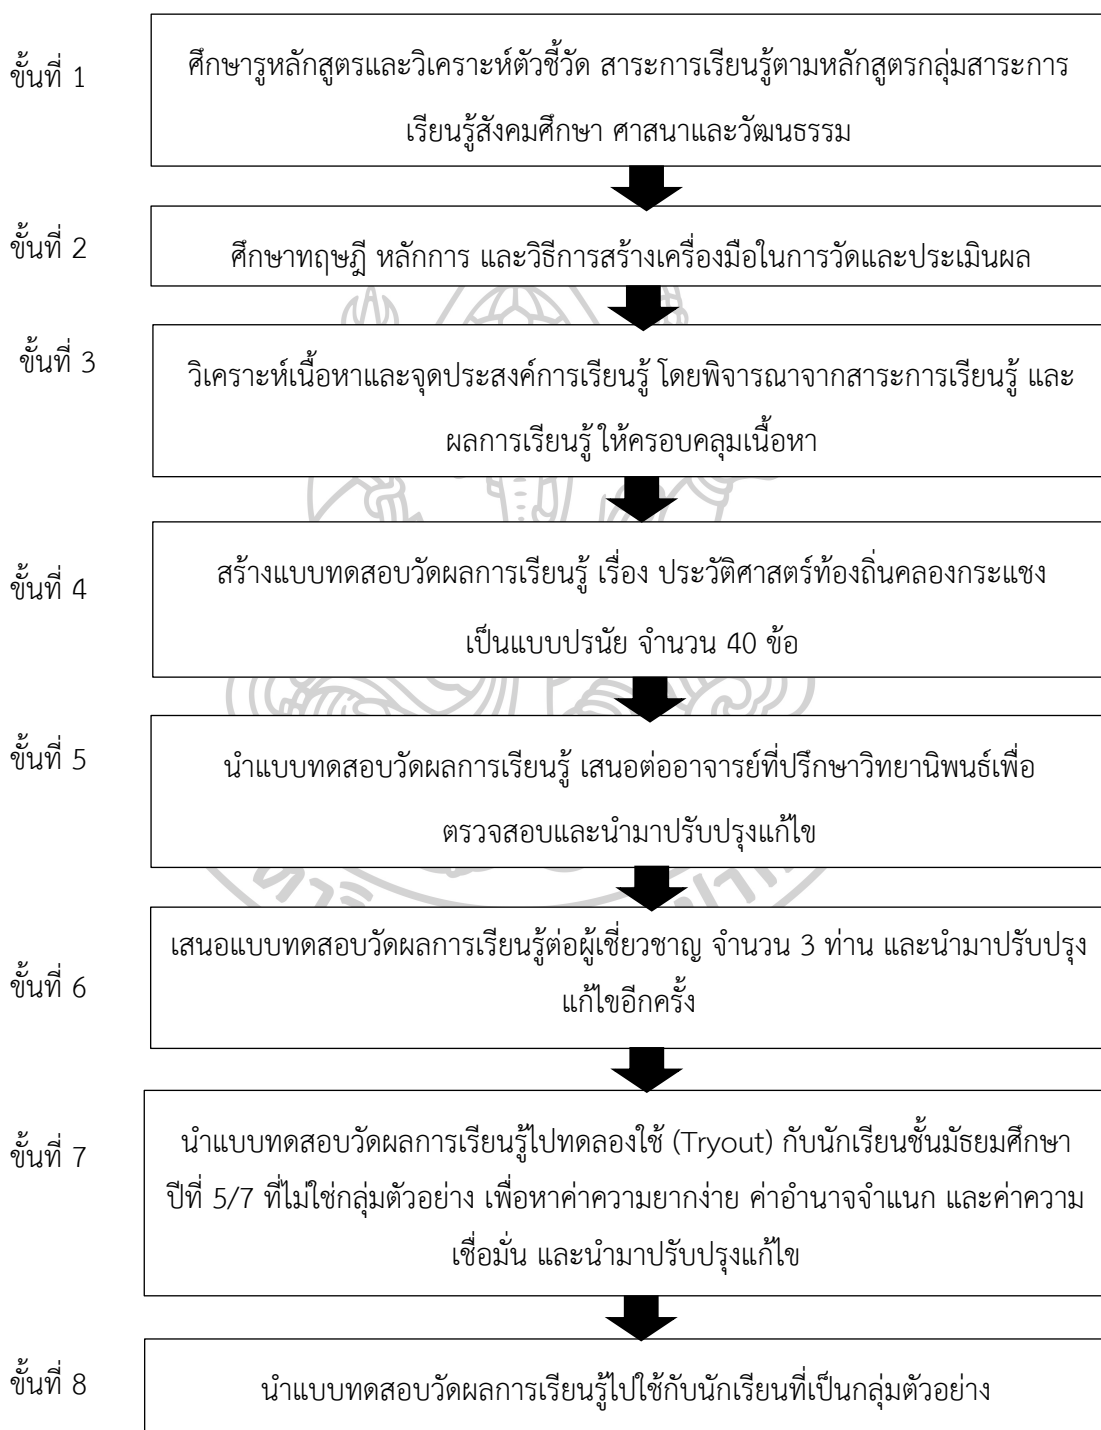 ขั้นที่ 1
ศึกษารูหลักสูตรและวิเคราะห์ตัวชี้วัด สาระการเรียนรู้ตามหลักสูตรกลุ่มสาระการ
เรียนรู้สังคมศึกษา ศาสนาและวัฒนธรรม
ขั้นที่ 2
ศึกษาทฤษฎี หลักการ และวิธีการสร้างเครื่องมือในการวัดและประเมินผล
ขั้นที่ 3
วิเคราะห์เนื้อหาและจุดประสงค์การเรียนรู้ โดยพิจารณาจากสาระการเรียนรู้ และ
ผลการเรียนรู้ ให้ครอบคลุมเนื้อหา
ขั้นที่ 4
สร้างแบบทดสอบวัดผลการเรียนรู้ เรื่อง ประวัติศาสตร์ท้องถิ่นคลองกระแชง
เป็นแบบปรนัย จำนวน 40 ข้อ
ขั้นที่ 5
นำแบบทดสอบวัดผลการเรียนรู้ เสนอต่ออาจารย์ที่ปรึกษาวิทยานิพนธ์เพื่อ
ตรวจสอบและนำมาปรับปรุงแก้ไข
ขั้นที่ 6
เสนอแบบทดสอบวัดผลการเรียนรู้ต่อผู้เชี่ยวชาญ จำนวน 3 ท่าน และนำมาปรับปรุง
แก้ไขอีกครั้ง
ขั้นที่ 7
นำแบบทดสอบวัดผลการเรียนรู้ไปทดลองใช้ (Tryout) กับนักเรียนชั้นมัธยมศึกษา
ปีที่ 5/7 ที่ไม่ใช่กลุ่มตัวอย่าง เพื่อหาค่าความยากง่าย ค่าอำนาจจำแนก และค่าความ
เชื่อมั่น และนำมาปรับปรุงแก้ไข
ขั้นที่ 8
นำแบบทดสอบวัดผลการเรียนรู้ไปใช้กับนักเรียนที่เป็นกลุ่มตัวอย่าง